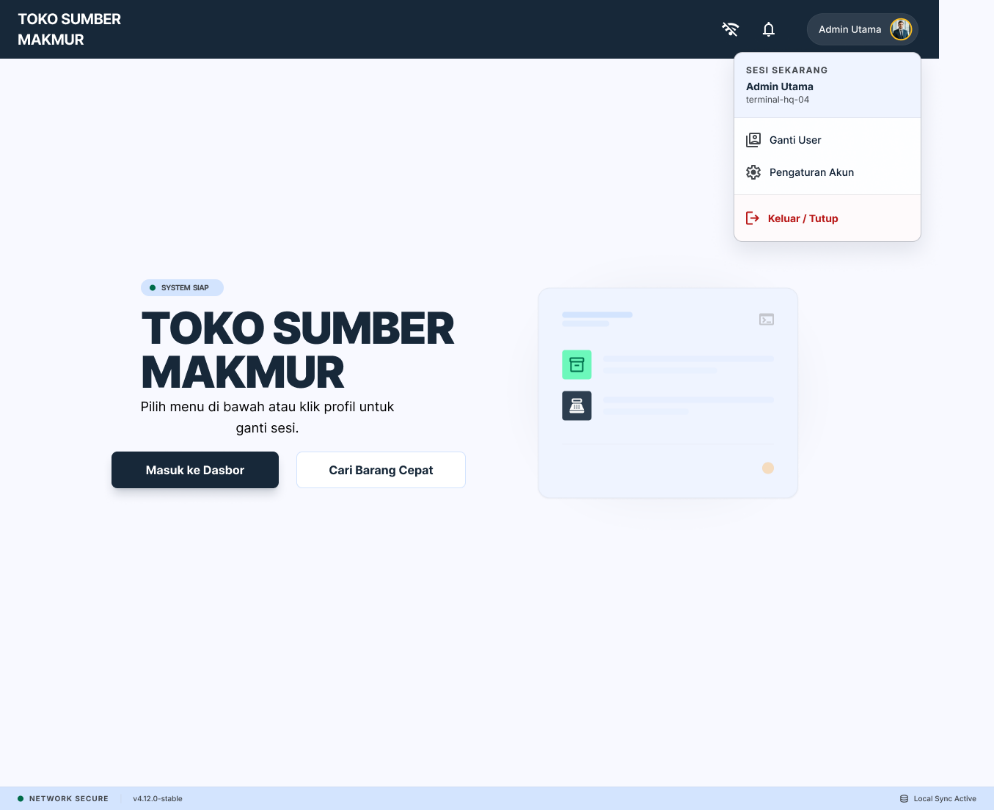 TOKO SUMBER
MAKMUR
Admin Utama
SESI SEKARANG
Admin Utama
terminal-hq-04
Ganti User
Pengaturan Akun
Keluar / Tutup
SYSTEM SIAP
TOKO SUMBER
MAKMUR
Pilih menu di bawah atau klik profil untuk
ganti sesi.
Masuk ke Dasbor
Cari Barang Cepat
NETWORK SECURE
v4.12.0-stable
Local Sync Active